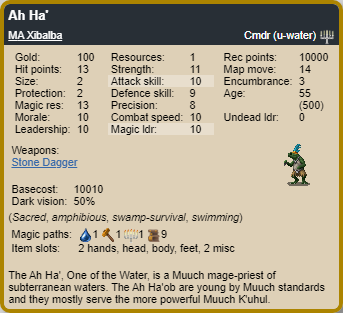 Ah Ha'
MA Xibalba Cmdr (u-water)
Gold: 100 Resources: 1 Rec points: 10000
Hit points: 13 Strength: 11 Map move: 14
Size: 2 Attack skill: 10 Encumbrance: 3
Protection: 2 Defence skill: 9 Age: 55
Magic res: 13 Precision: 8 (500)
Morale: 10 Combat speed: 10 Undead ldr: 0
Leadership: 10 Magic ldr: 10
Weapons:
Stone Dagger
Basecost: 10010
Dark vision: 50%
(Sacred, amphibious, swamp-survival, swimming)
Magic paths: 1 1 1 9
Item slots: 2 hands, head, body, feet, 2 misc
The Ah Ha', One of the Water, is a Muuch mage-priest of
subterranean waters. The Ah Ha'ob are young by Muuch standards
and they mostly serve the more powerful Muuch K'uhul.